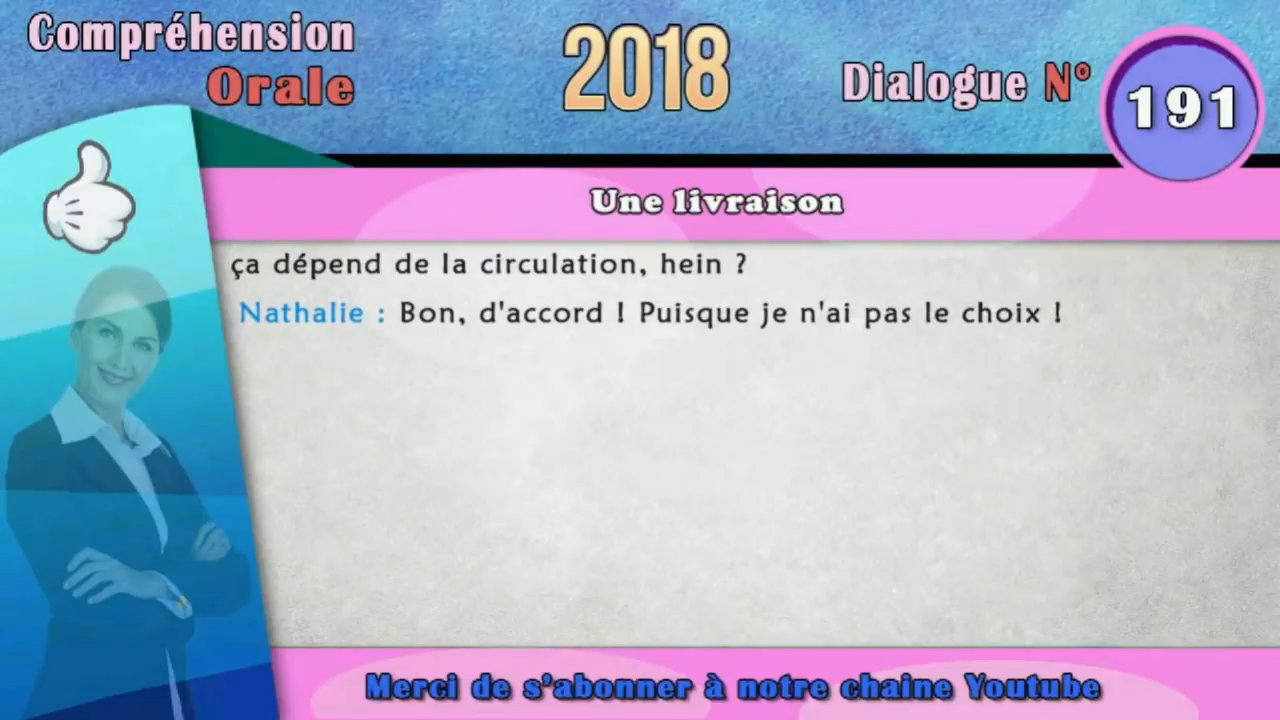 Compréhension
Orale
2018
Dialogue N°
191
Une livraison
ça dépend de la circulation, hein ?
Nathalie : Bon, d'accord ! Puisque je n'ai pas le choix !
Merci de s'abonner à notre chaine Youtube